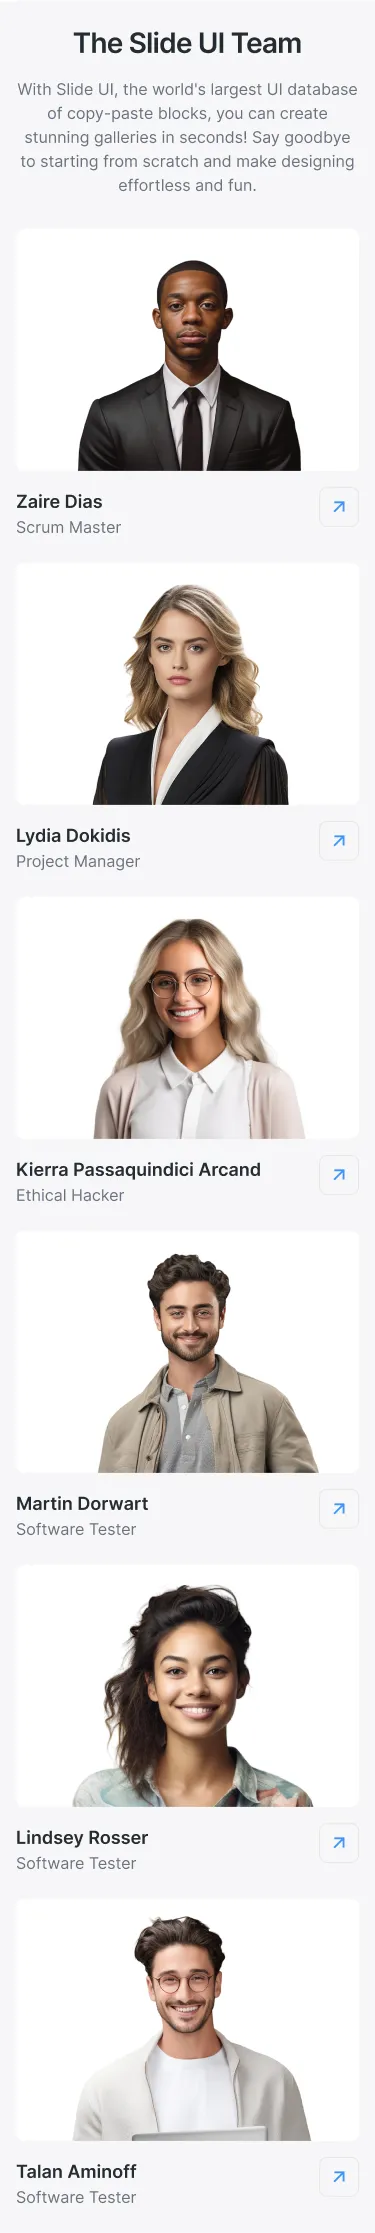 The Slide UI Team
With Slide UI, the world's largest UI database
of copy-paste blocks, you can create
stunning galleries in seconds! Say goodbye
to starting from scratch and make designing
effortless and fun.
Zaire Dias
Scrum Master
Lydia Dokidis
Project Manager
Kierra Passaquindici Arcand
Ethical Hacker
Martin Dorwart
Software Tester
Lindsey Rosser
Software Tester
Talan Aminoff
Software Tester